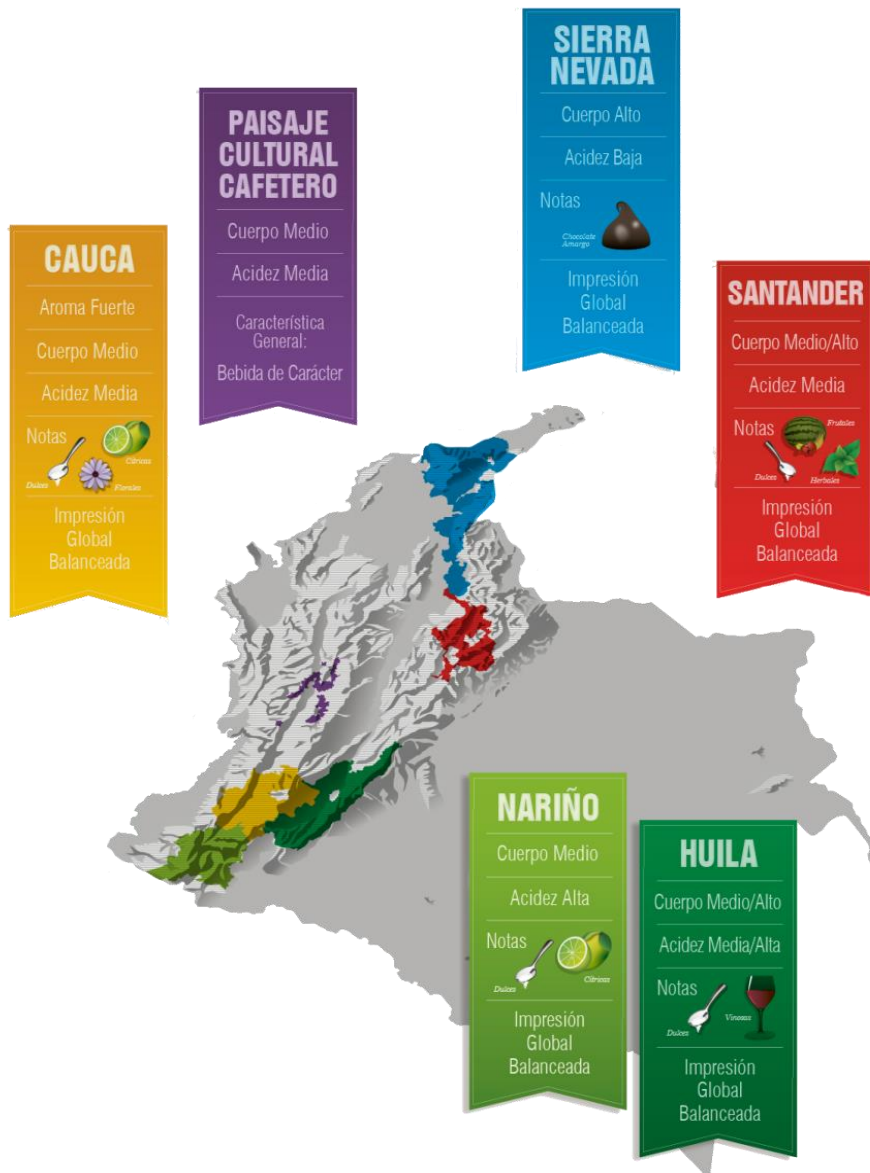 SIERRA
NEVADA
Cuerpo Alto
Acidez Baja
Notas
Chocolate
Amargo
Impresión
Global
Balanceada
PAISAJE
CULTURAL
CAFETERO
Cuerpo Medio
Acidez Media
Característica
General:
Bebida de Carácter
CAUCA
Aroma Fuerte
Cuerpo Medio
Acidez Media
Notas
Cítricas
Dulces
Florales
Impresión
Global
Balanceada
SANTANDER
Cuerpo Medio/Alto
Acidez Media
Notas
Frutales
Dulces
Herbales
Impresión
Global
Balanceada
NARIÑO
Cuerpo Medio
Acidez Alta
Notas
Dulces
Cítricas
Impresión
Global
Balanceada
HUILA
Cuerpo Medio/Alto
Acidez Media/Alta
Notas
Dulces
Vinosas
Impresión
Global
Balanceada